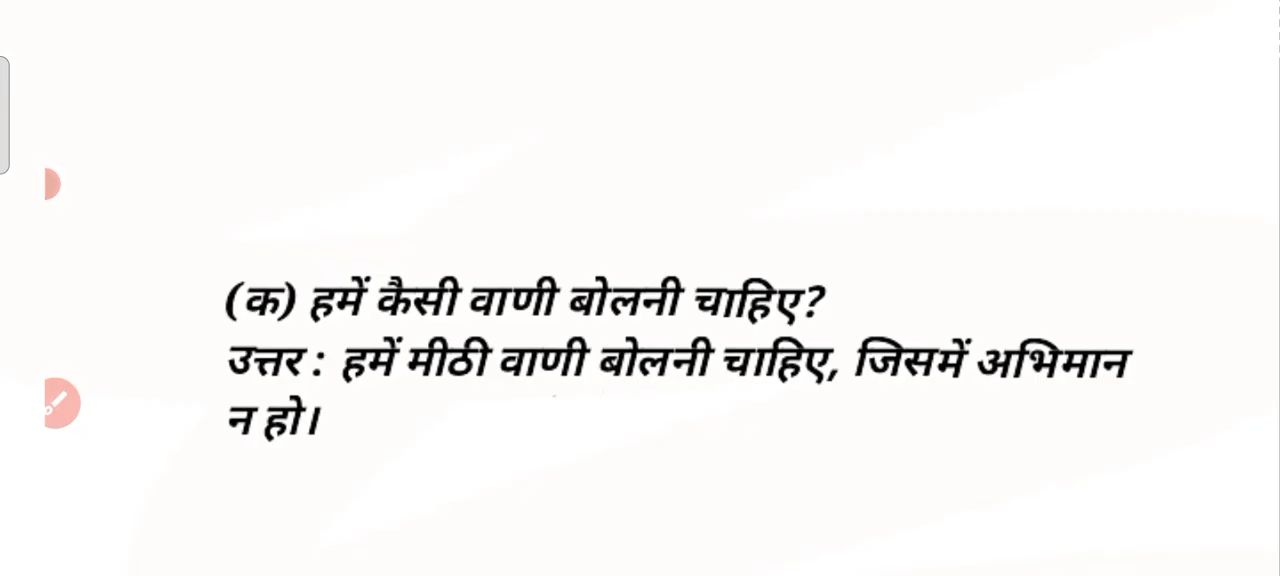 (क) हमें कैसी वाणी बोलनी चाहिए?
उत्तर : हमें मीठी वाणी बोलनी चाहिए, जिसमें अभिमान
न हो।